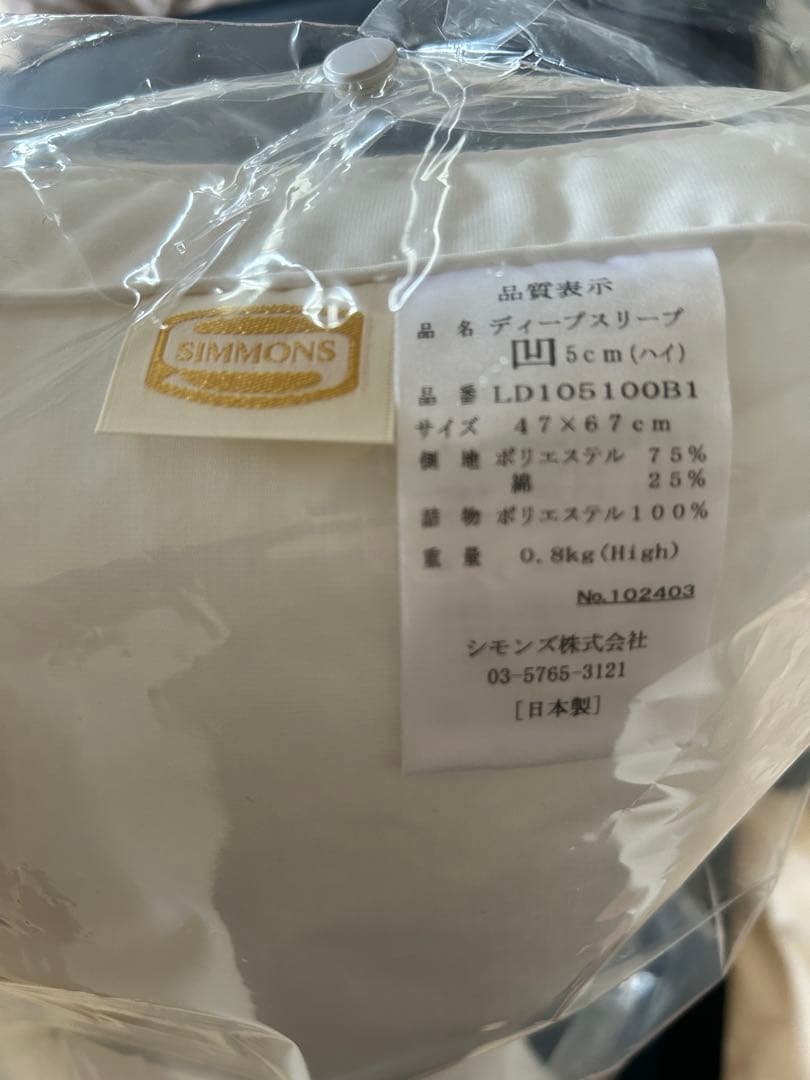 SIMMONS
品質表示
品 名 ディープスリープ
凹 5cm(ハイ)
品 番 LD105100B1
サイズ 47×67cm
側 地 ポリエステル 75%
綿 25%
詰 物 ポリエステル100%
重 量 0.8kg(High)
No.102403
シモンズ株式会社
03-5765-3121
[日本製]